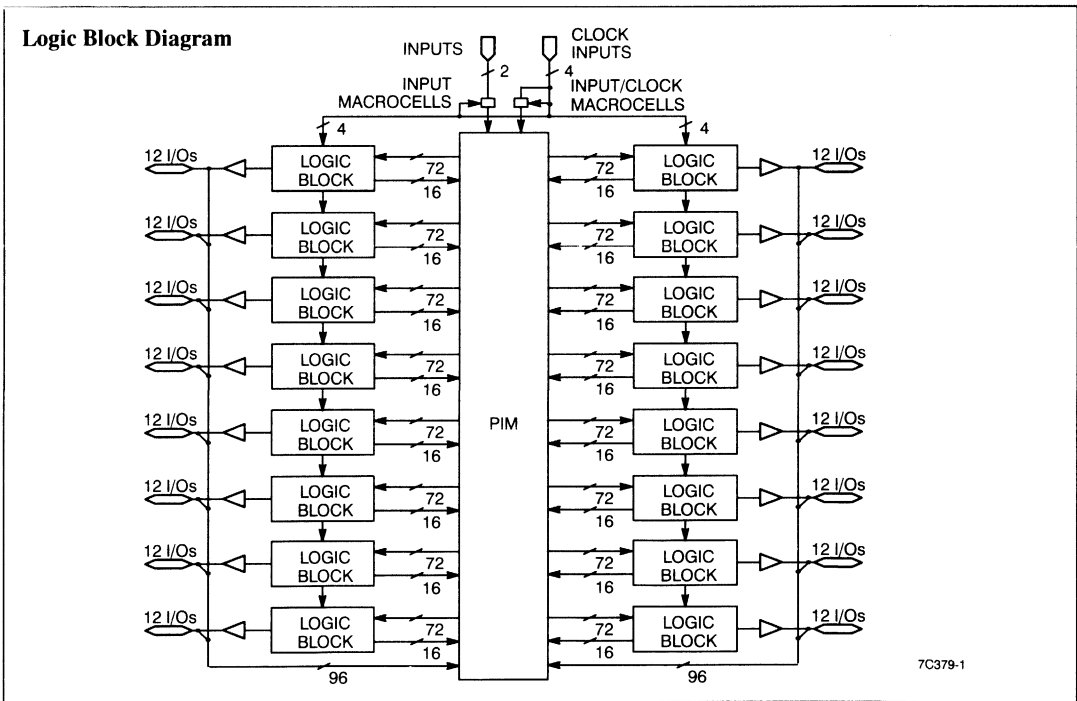 Logic Block Diagram
INPUTS
CLOCK
INPUTS
2
4
INPUT
MACROCELLS
INPUT/CLOCK
MACROCELLS
4
4
12 I/Os
LOGIC
BLOCK
72
16
72
16
LOGIC
BLOCK
12 I/Os
12 I/Os
LOGIC
BLOCK
72
16
72
16
LOGIC
BLOCK
12 I/Os
12 I/Os
LOGIC
BLOCK
72
16
72
16
LOGIC
BLOCK
12 I/Os
12 I/Os
LOGIC
BLOCK
72
16
72
16
LOGIC
BLOCK
12 I/Os
PIM
12 I/Os
LOGIC
BLOCK
72
16
72
16
LOGIC
BLOCK
12 I/Os
12 I/Os
LOGIC
BLOCK
72
16
72
16
LOGIC
BLOCK
12 I/Os
12 I/Os
LOGIC
BLOCK
72
16
72
16
LOGIC
BLOCK
12 I/Os
12 I/Os
LOGIC
BLOCK
72
16
72
16
LOGIC
BLOCK
12 I/Os
96
96
7C379-1